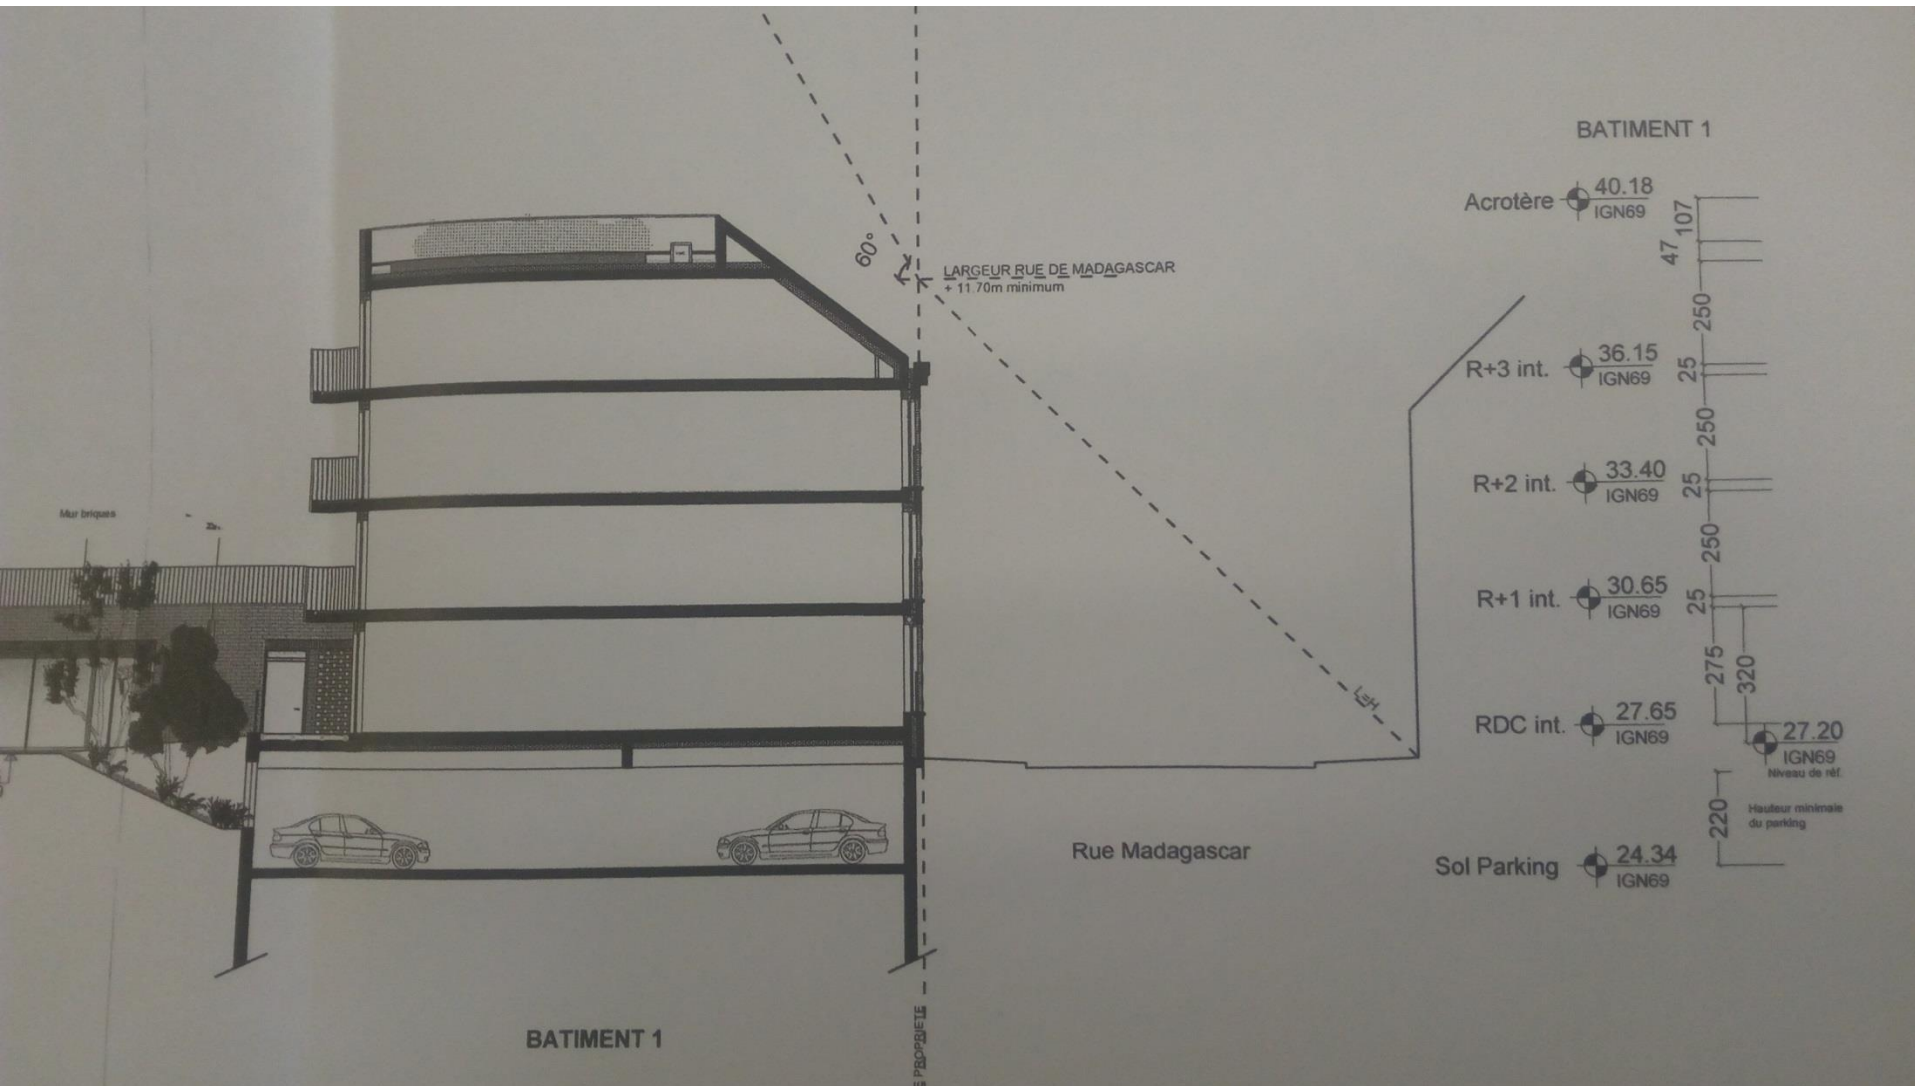 BATIMENT 1
Acrotère 40.18
IGN69
107
47
60°
LARGEUR RUE DE MADAGASCAR
+ 11.70m minimum
250
R+3 int. 36.15
IGN69
25
250
R+2 int. 33.40
IGN69
25
Mur briques
250
R+1 int. 30.65
IGN69
25
275
320
L=H
RDC int. 27.65
IGN69
27.20
IGN69
Niveau de réf.
220
Hauteur minimale
du parking
Rue Madagascar
Sol Parking 24.34
IGN69
BATIMENT 1
PROPRIETE